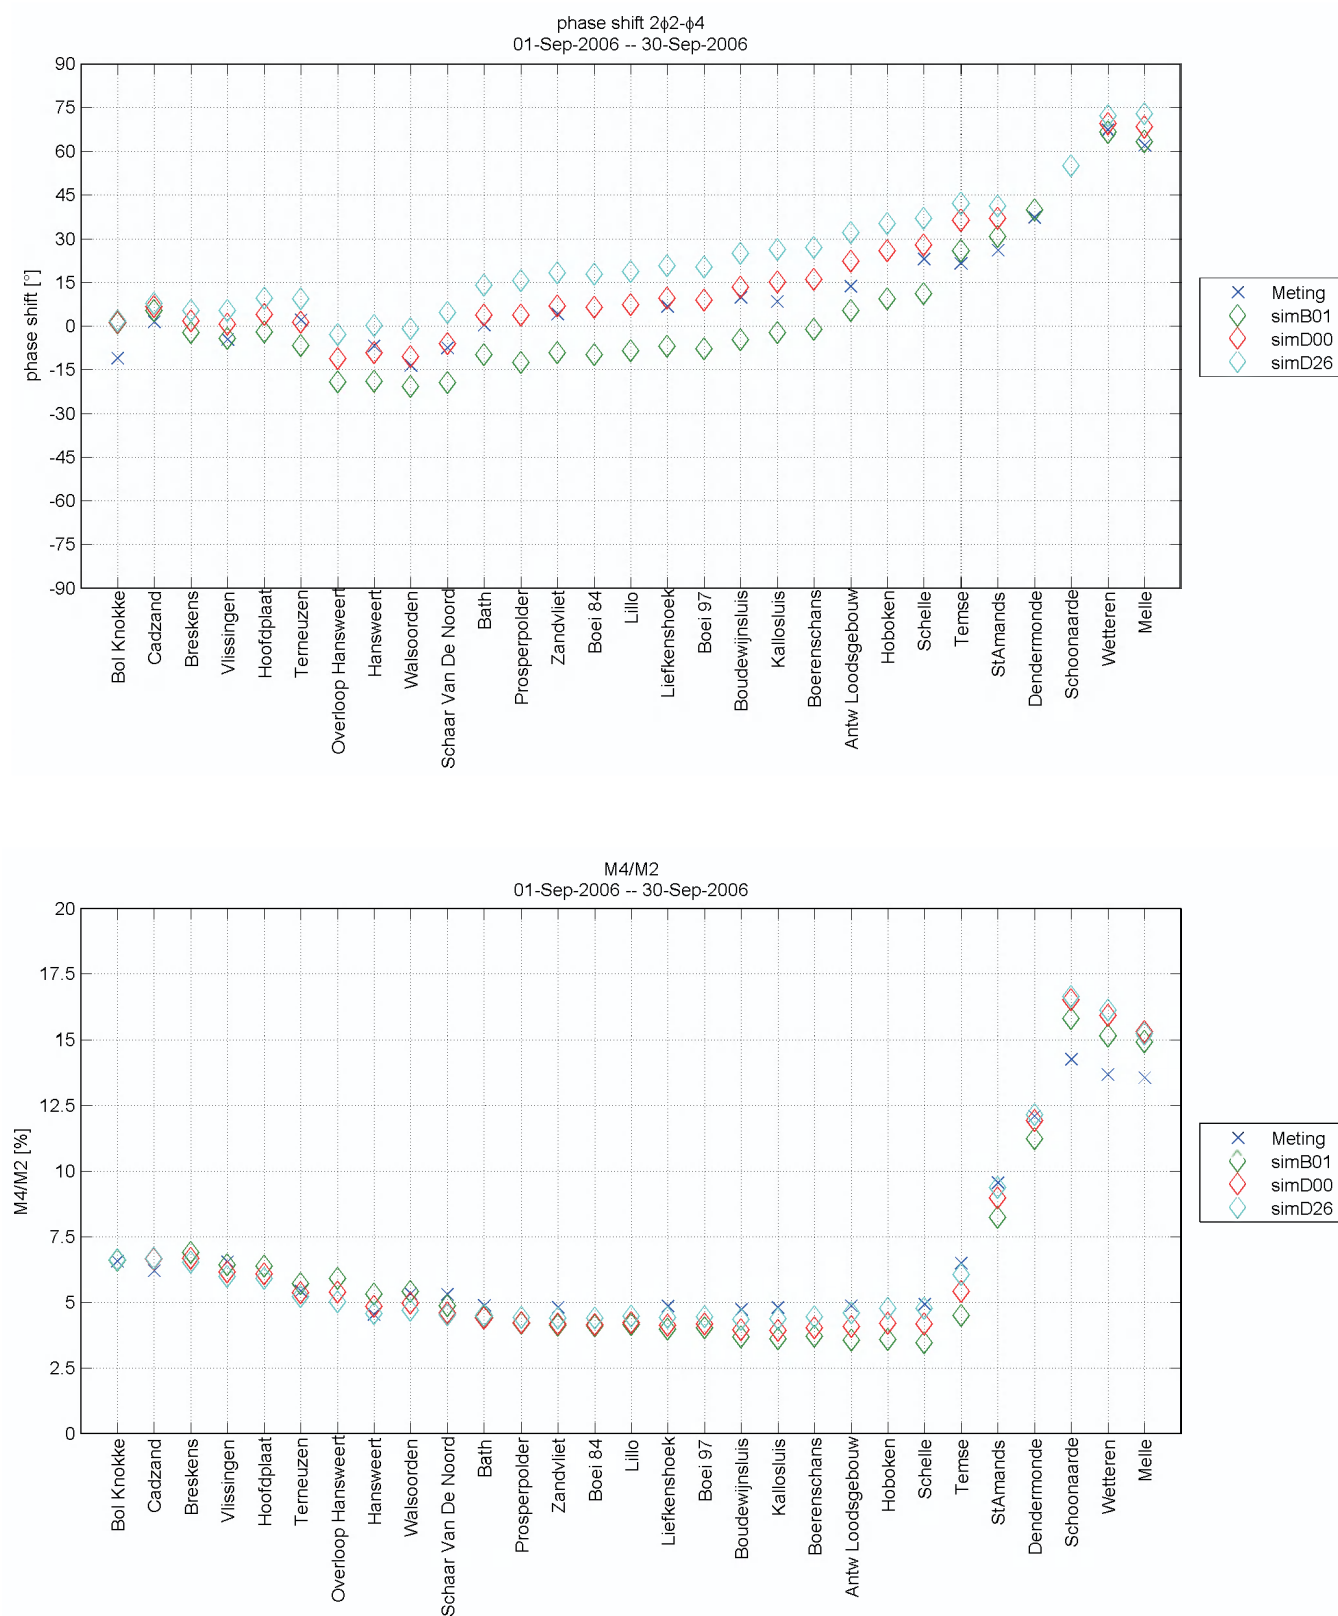 phase shift 2ϕ2-ϕ4
01-Sep-2006 -- 30-Sep-2006
90
75
60
45
30
15
0
-15
-30
-45
-60
-75
-90
phase shift [°]
Bol Knokke
Cadzand
Breskens
Vlissingen
Hoofdplaat
Terneuzen
Overloop Hansweert
Hansweert
Walsoorden
Schaar Van De Noord
Bath
Prosperpolder
Zandvliet
Boei 84
Lillo
Liefkenshoek
Boei 97
Boudewijnsluis
Kallosluis
Boerenschans
Antw Loodsgebouw
Hoboken
Schelle
Temse
StAmands
Dendermonde
Schoonaarde
Wetteren
Melle
Meting
simB01
simD00
simD26
M4/M2
01-Sep-2006 -- 30-Sep-2006
20
17.5
15
12.5
10
7.5
5
2.5
0
M4/M2 [%]
Bol Knokke
Cadzand
Breskens
Vlissingen
Hoofdplaat
Terneuzen
Overloop Hansweert
Hansweert
Walsoorden
Schaar Van De Noord
Bath
Prosperpolder
Zandvliet
Boei 84
Lillo
Liefkenshoek
Boei 97
Boudewijnsluis
Kallosluis
Boerenschans
Antw Loodsgebouw
Hoboken
Schelle
Temse
StAmands
Dendermonde
Schoonaarde
Wetteren
Melle
Meting
simB01
simD00
simD26